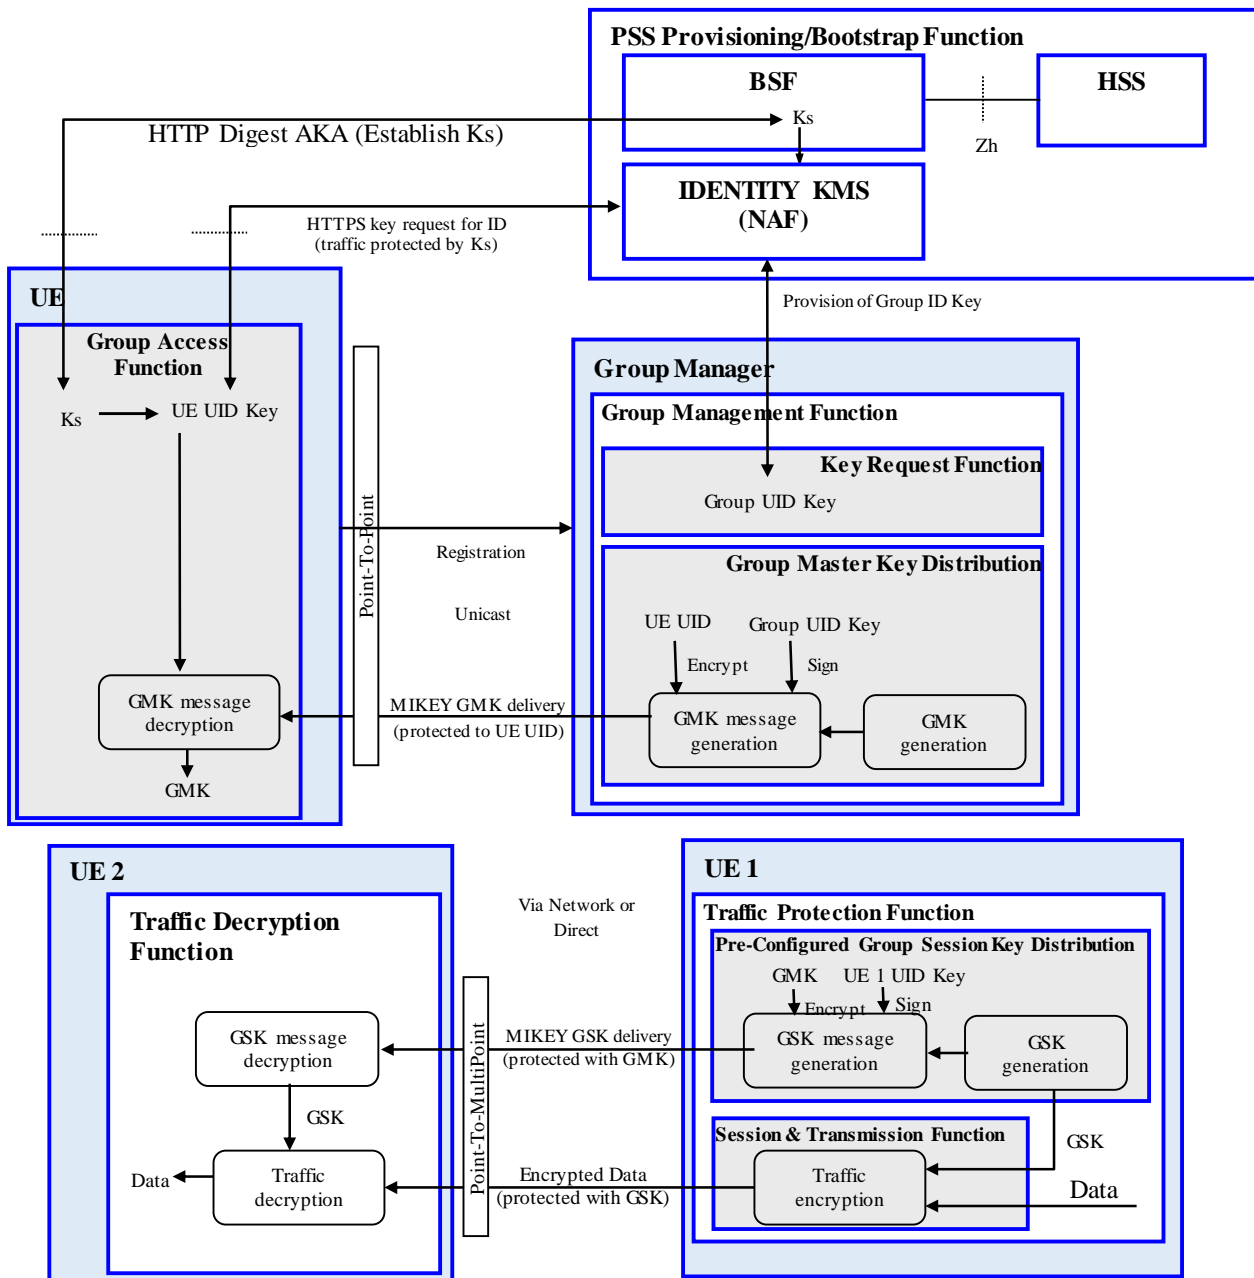 PSS Provisioning/Bootstrap Function
BSF
HSS
Ks
HTTP Digest AKA (Establish Ks)
Zh
IDENTITY KMS
(NAF)
HTTPS key request for ID
(traffic protected by Ks)
Provision of Group ID Key
UE
Group Access
Function
Ks
UE UID Key
Point-To-Point
Group Manager
Group Management Function
Key Request Function
Group UID Key
Registration
Unicast
Group Master Key Distribution
UE UID
Group UID Key
Encrypt
Sign
GMK message
decryption
MIKEY GMK delivery
(protected to UE UID)
GMK message
generation
GMK
generation
GMK
UE 2
Traffic Decryption
Function
Via Network or
Direct
UE 1
Traffic Protection Function
Pre-Configured Group Session Key Distribution
GMK
UE 1 UID Key
Encrypt
Sign
GSK message
decryption
MIKEY GSK delivery
(protected with GMK)
GSK message
generation
GSK
generation
Point-To-MultiPoint
GSK
Session & Transmission Function
GSK
Data
Traffic
decryption
Encrypted Data
(protected with GSK)
Traffic
encryption
Data